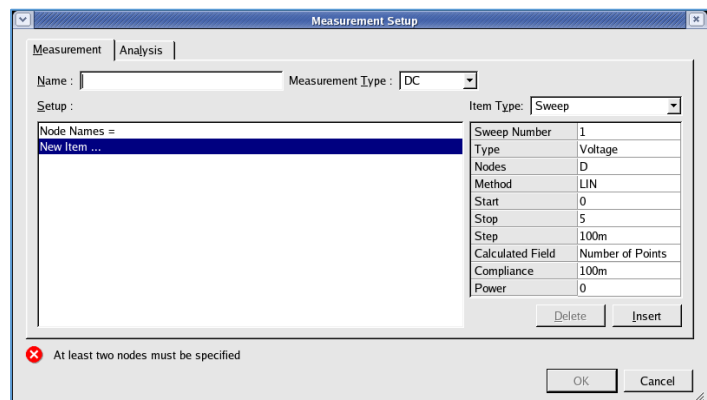 Measurement Setup
Measurement Analysis
Name : Measurement Type : DC
Setup : Item Type: Sweep
Node Names =
New Item ...
Sweep Number 1
Type Voltage
Nodes D
Method LIN
Start 0
Stop 5
Step 100m
Calculated Field Number of Points
Compliance 100m
Power 0
Delete Insert
At least two nodes must be specified
OK Cancel